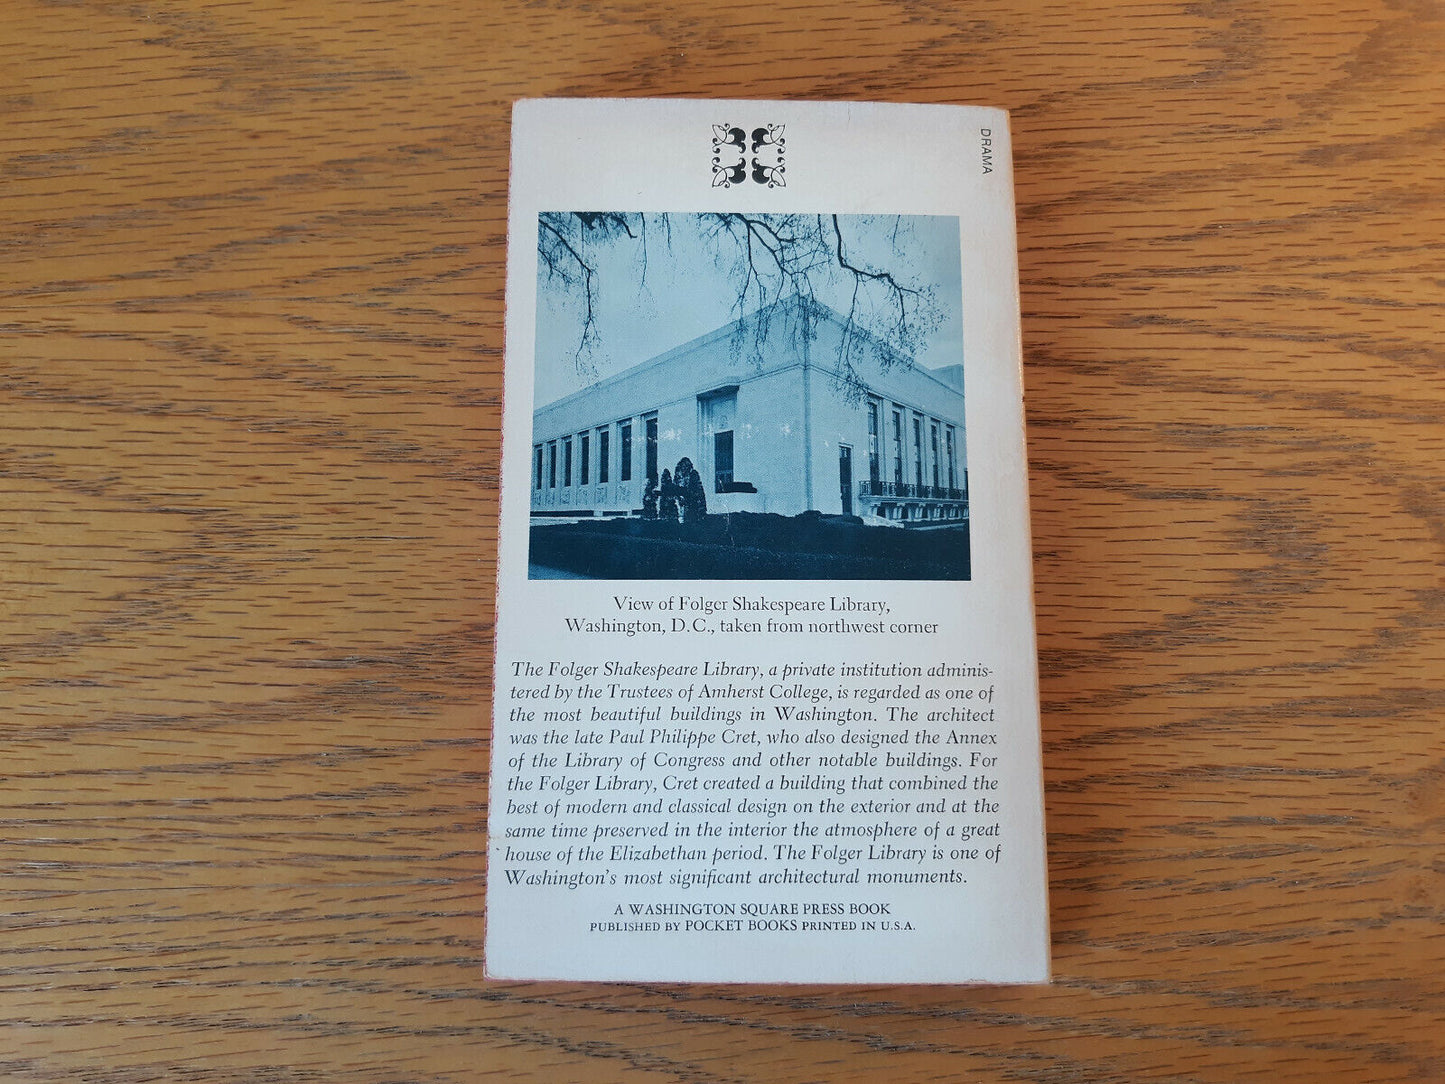 DRAMA
View of Folger Shakespeare Library,
Washington, D.C., taken from northwest corner
The Folger Shakespeare Library, a private institution adminis-
tered by the Trustees of Amherst College, is regarded as one of
the most beautiful buildings in Washington. The architect
was the late Paul Philippe Cret, who also designed the Annex
of the Library of Congress and other notable buildings. For
the Folger Library, Cret created a building that combined the
best of modern and classical design on the exterior and at the
same time preserved in the interior the atmosphere of a great
house of the Elizabethan period. The Folger Library is one of
Washington's most significant architectural monuments.
A WASHINGTON SQUARE PRESS BOOK
PUBLISHED BY POCKET BOOKS PRINTED IN U.S.A.